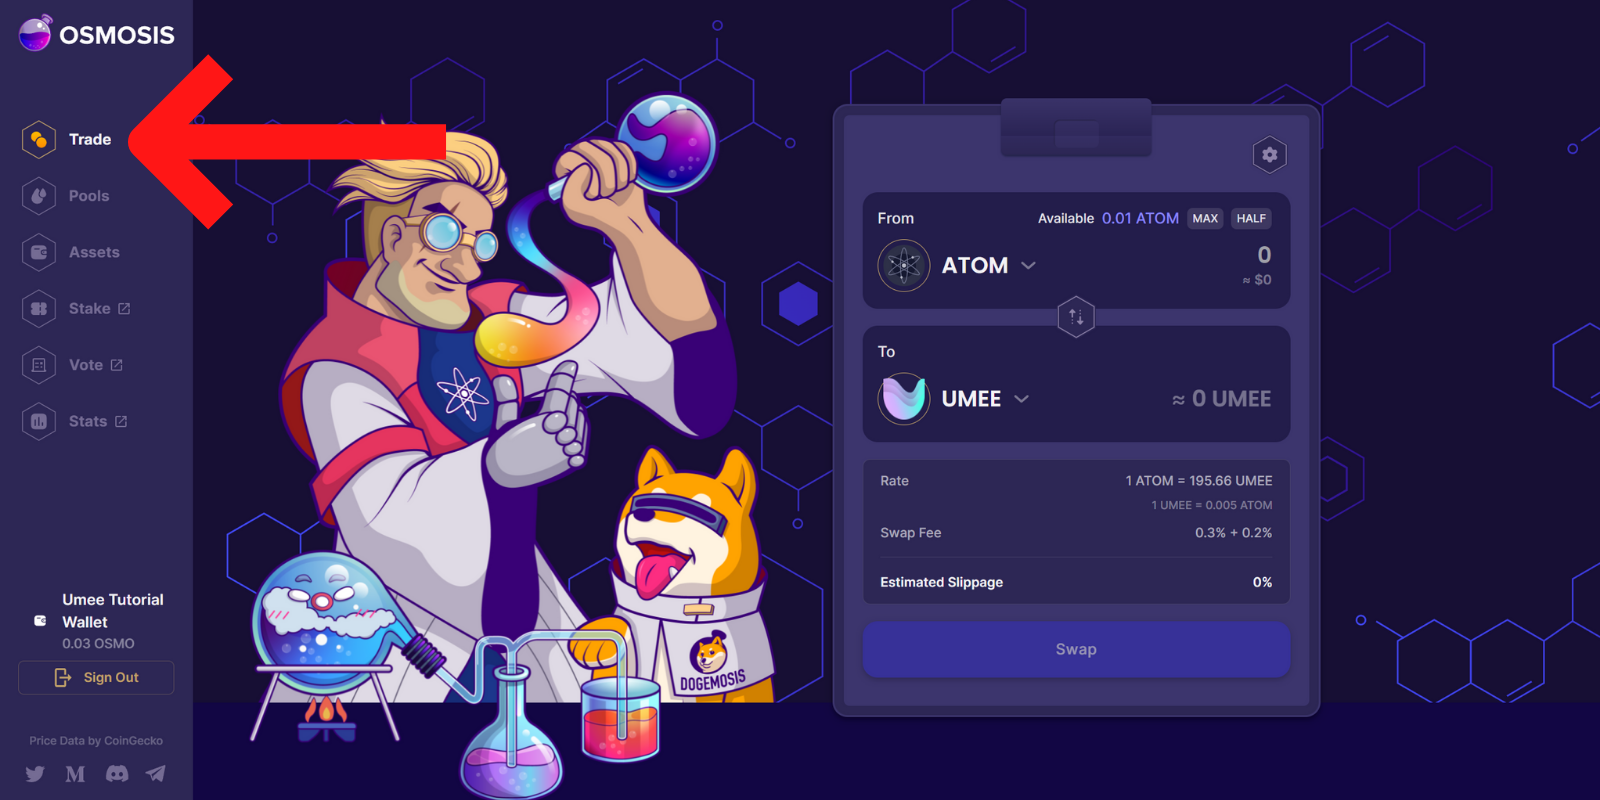 OSMOSIS
Trade
Pools
Assets
Stake
Vote
Stats
Umee Tutorial
Wallet
0.03 OSMO
Sign Out
Price Data by CoinGecko
DOGEMOSIS
From
Available 0.01 ATOM MAX HALF
ATOM
0
≈ $0
To
UMEE
≈ 0 UMEE
Rate
1 ATOM = 195.66 UMEE
1 UMEE = 0.005 ATOM
Swap Fee
0.3% + 0.2%
Estimated Slippage
0%
Swap